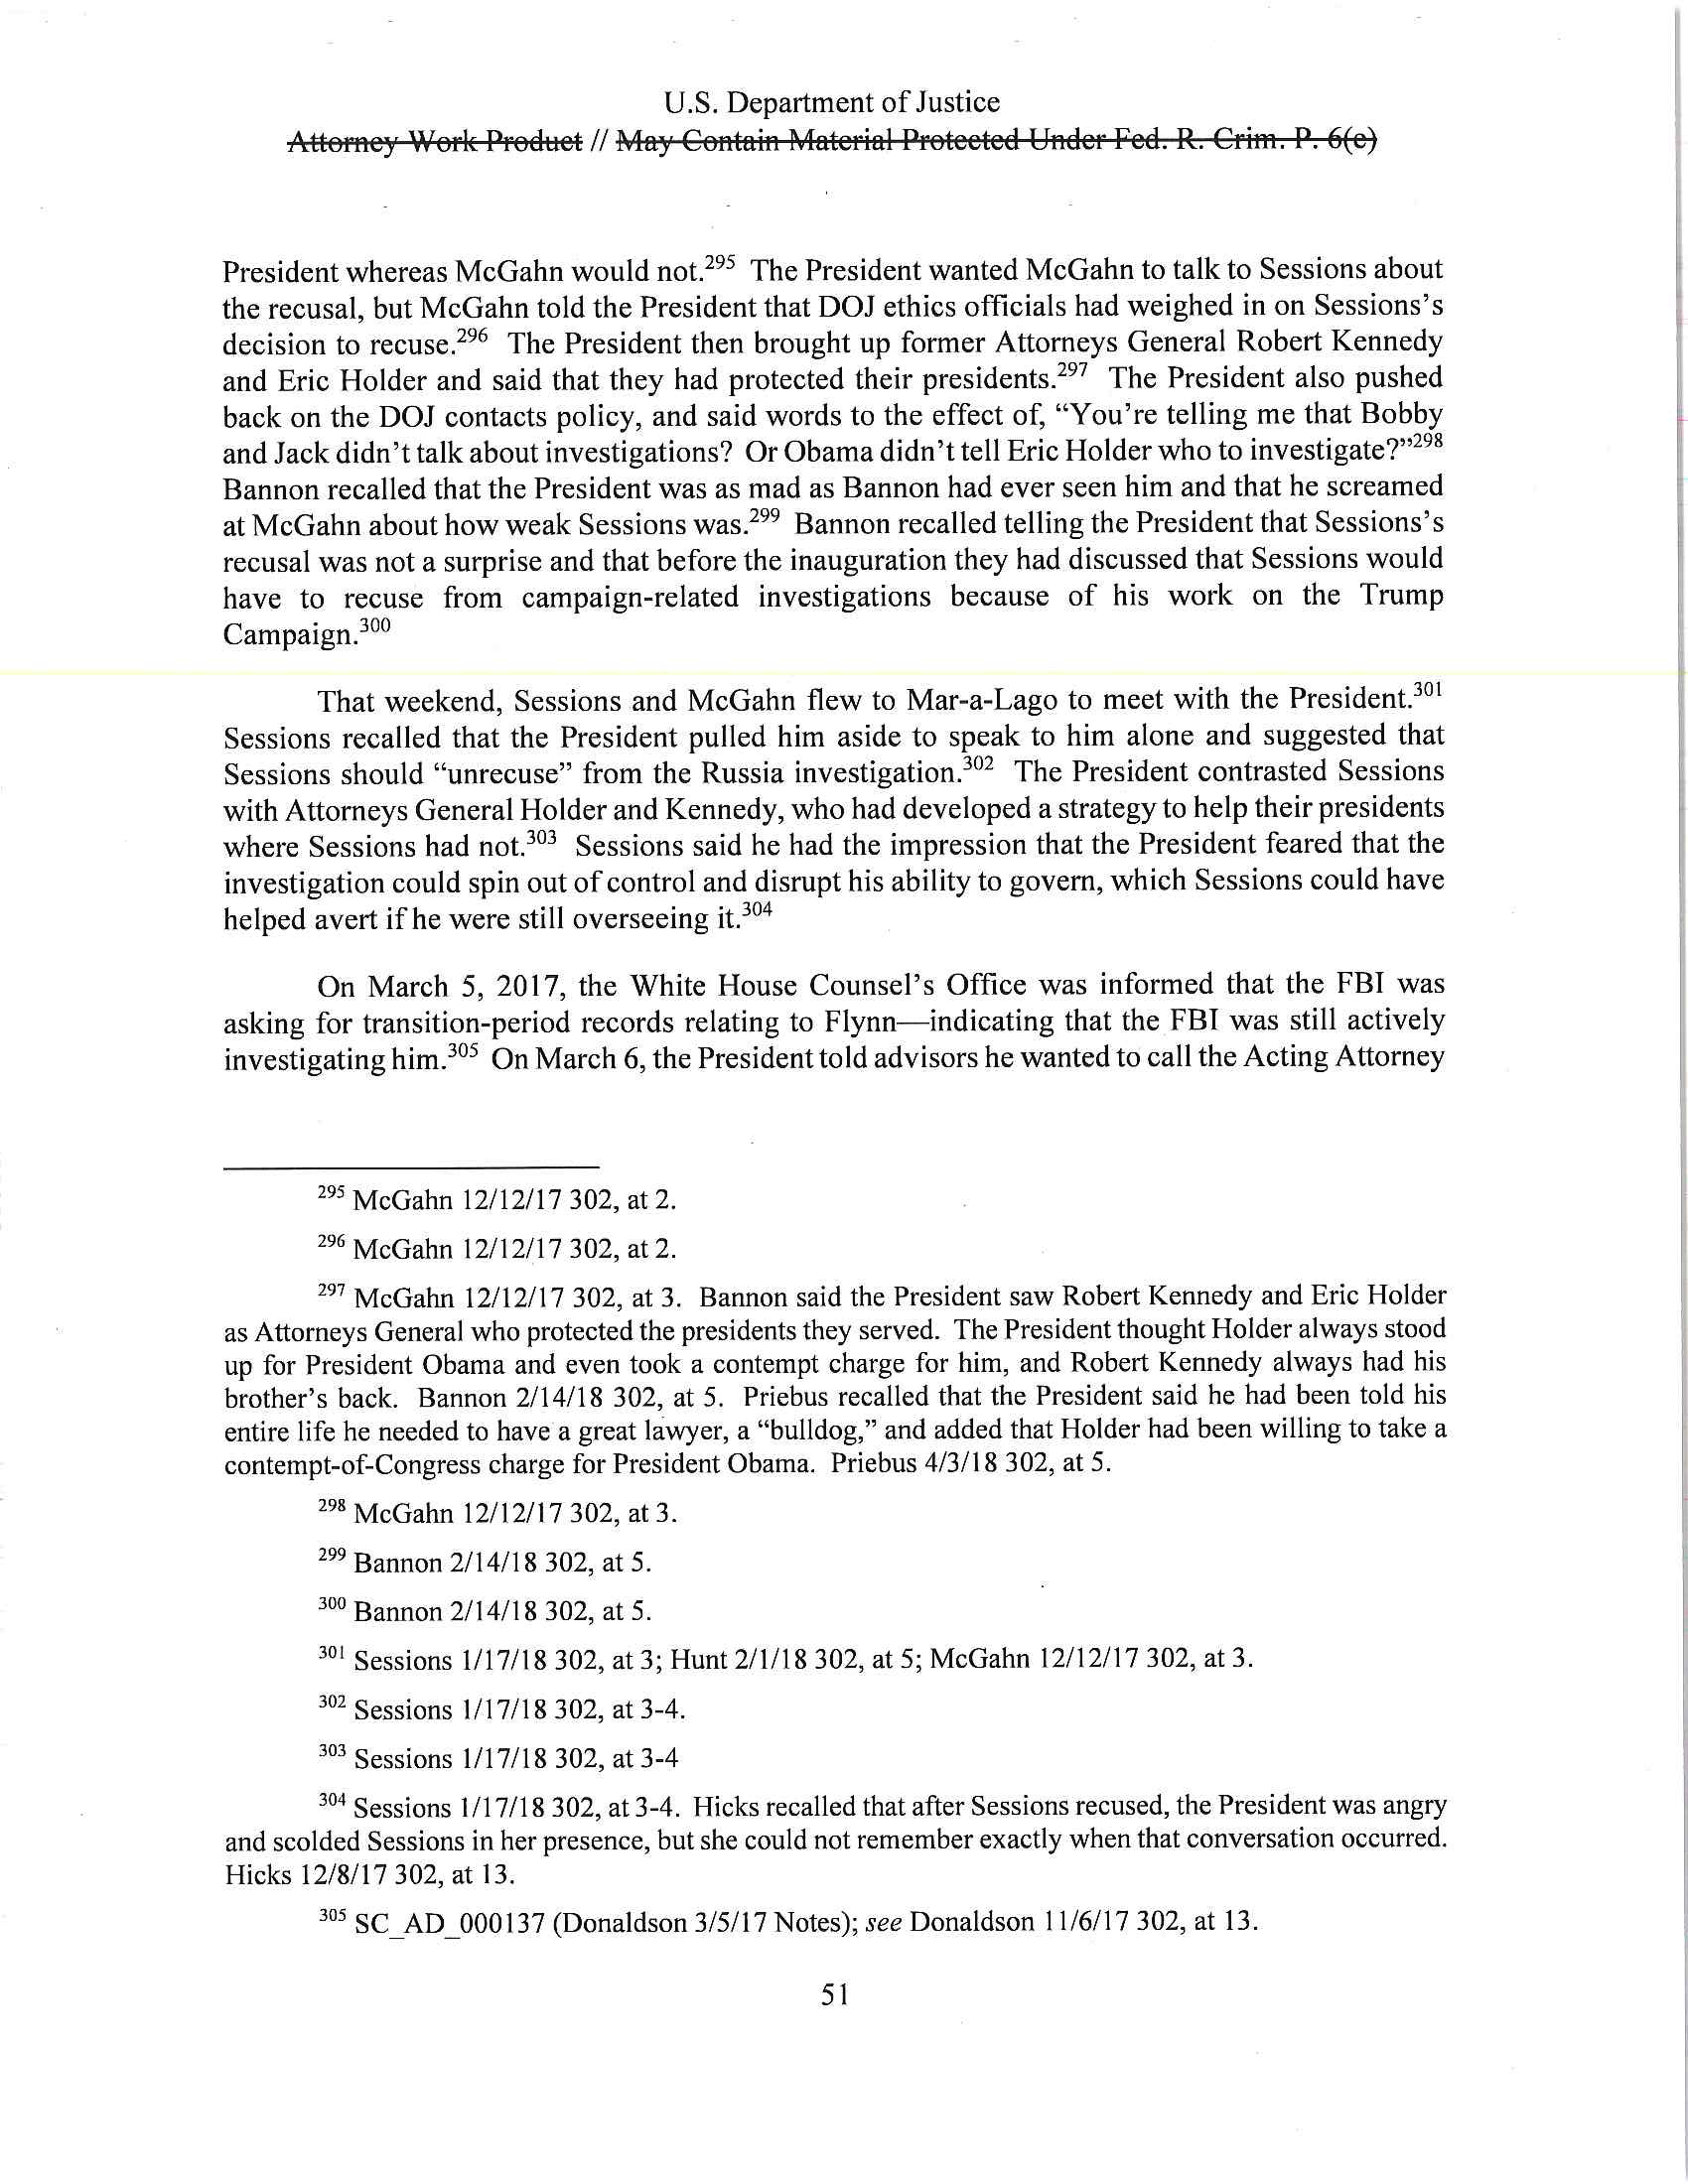 U.S. Department of Justice
Attorney Work Product // May Contain Material Protected Under Fed. R. Crim. P. 6(e)
President whereas McGahn would not.295 The President wanted McGahn to talk to Sessions about
the recusal, but McGahn told the President that DOJ ethics officials had weighed in on Sessions's
decision to recuse.296 The President then brought up former Attorneys General Robert Kennedy
and Eric Holder and said that they had protected their presidents.297 The President also pushed
back on the DOJ contacts policy, and said words to the effect of, “You're telling me that Bobby
and Jack didn't talk about investigations? Or Obama didn't tell Eric Holder who to investigate?”298
Bannon recalled that the President was as mad as Bannon had ever seen him and that he screamed
at McGahn about how weak Sessions was.299 Bannon recalled telling the President that Sessions's
recusal was not a surprise and that before the inauguration they had discussed that Sessions would
have to recuse from campaign-related investigations because of his work on the Trump
Campaign.300
That weekend, Sessions and McGahn flew to Mar-a-Lago to meet with the President.301
Sessions recalled that the President pulled him aside to speak to him alone and suggested that
Sessions should “unrecuse” from the Russia investigation.302 The President contrasted Sessions
with Attorneys General Holder and Kennedy, who had developed a strategy to help their presidents
where Sessions had not.303 Sessions said he had the impression that the President feared that the
investigation could spin out of control and disrupt his ability to govern, which Sessions could have
helped avert if he were still overseeing it.304
On March 5, 2017, the White House Counsel's Office was informed that the FBI was
asking for transition-period records relating to Flynn—indicating that the FBI was still actively
investigating him.305 On March 6, the President told advisors he wanted to call the Acting Attorney
295 McGahn 12/12/17 302, at 2.
296 McGahn 12/12/17 302, at 2.
297 McGahn 12/12/17 302, at 3. Bannon said the President saw Robert Kennedy and Eric Holder
as Attorneys General who protected the presidents they served. The President thought Holder always stood
up for President Obama and even took a contempt charge for him, and Robert Kennedy always had his
brother's back. Bannon 2/14/18 302, at 5. Priebus recalled that the President said he had been told his
entire life he needed to have a great lawyer, a “bulldog,” and added that Holder had been willing to take a
contempt-of-Congress charge for President Obama. Priebus 4/3/18 302, at 5.
298 McGahn 12/12/17 302, at 3.
299 Bannon 2/14/18 302, at 5.
300 Bannon 2/14/18 302, at 5.
301 Sessions 1/17/18 302, at 3; Hunt 2/1/18 302, at 5; McGahn 12/12/17 302, at 3.
302 Sessions 1/17/18 302, at 3-4.
303 Sessions 1/17/18 302, at 3-4
304 Sessions 1/17/18 302, at 3-4. Hicks recalled that after Sessions recused, the President was angry
and scolded Sessions in her presence, but she could not remember exactly when that conversation occurred.
Hicks 12/8/17 302, at 13.
305 SC_AD_000137 (Donaldson 3/5/17 Notes); see Donaldson 11/6/17 302, at 13.
51